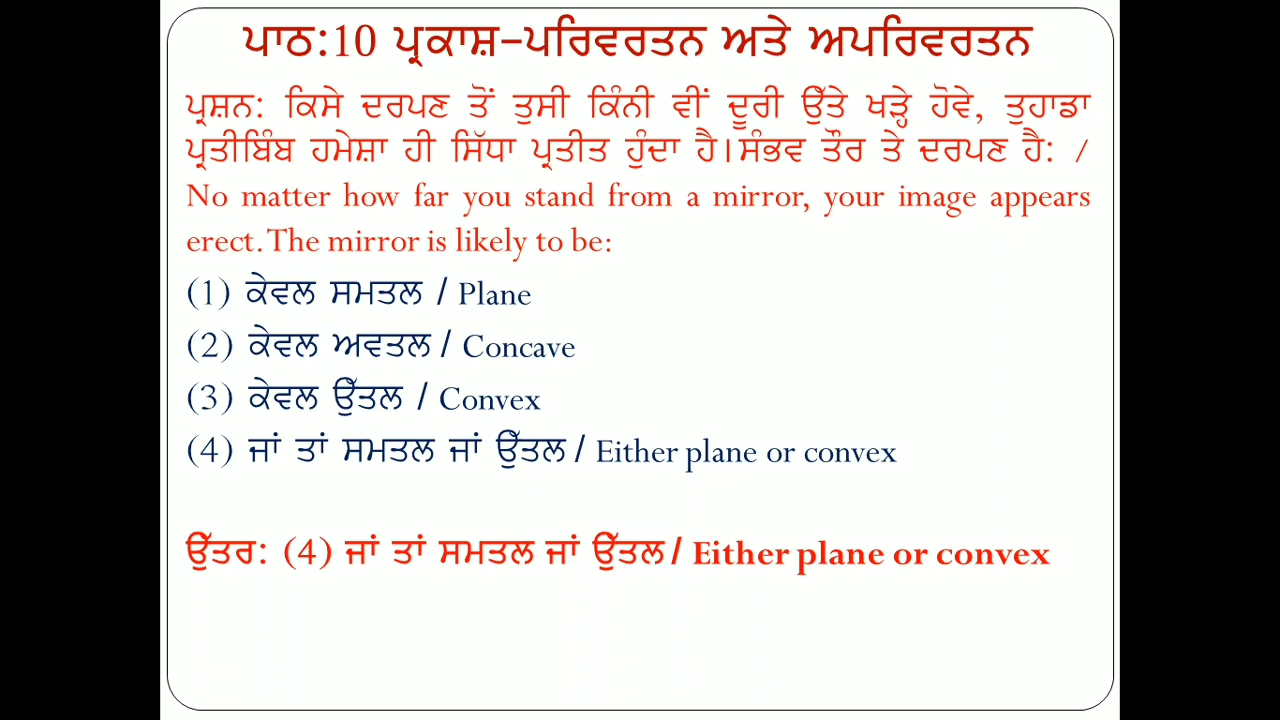 ਪਾਠ:10 ਪ੍ਰਕਾਸ਼-ਪਰਿਵਰਤਨ ਅਤੇ ਅਪਰਿਵਰਤਨ
ਪ੍ਰਸ਼ਨ: ਕਿਸੇ ਦਰਪਣ ਤੋਂ ਤੁਸੀ ਕਿੰਨੀ ਵੀਂ ਦੂਰੀ ਉੱਤੇ ਖੜ੍ਹੇ ਹੋਵੇ, ਤੁਹਾਡਾ
ਪ੍ਰਤੀਬਿੰਬ ਹਮੇਸ਼ਾ ਹੀ ਸਿੱਧਾ ਪ੍ਰਤੀਤ ਹੁੰਦਾ ਹੈ। ਸੰਭਵ ਤੌਰ ਤੇ ਦਰਪਣ ਹੈ: /
No matter how far you stand from a mirror, your image appears
erect. The mirror is likely to be:
(1) ਕੇਵਲ ਸਮਤਲ / Plane
(2) ਕੇਵਲ ਅਵਤਲ / Concave
(3) ਕੇਵਲ ਉੱਤਲ / Convex
(4) ਜਾਂ ਤਾਂ ਸਮਤਲ ਜਾਂ ਉੱਤਲ / Either plane or convex
ਉੱਤਰ: (4) ਜਾਂ ਤਾਂ ਸਮਤਲ ਜਾਂ ਉੱਤਲ / Either plane or convex